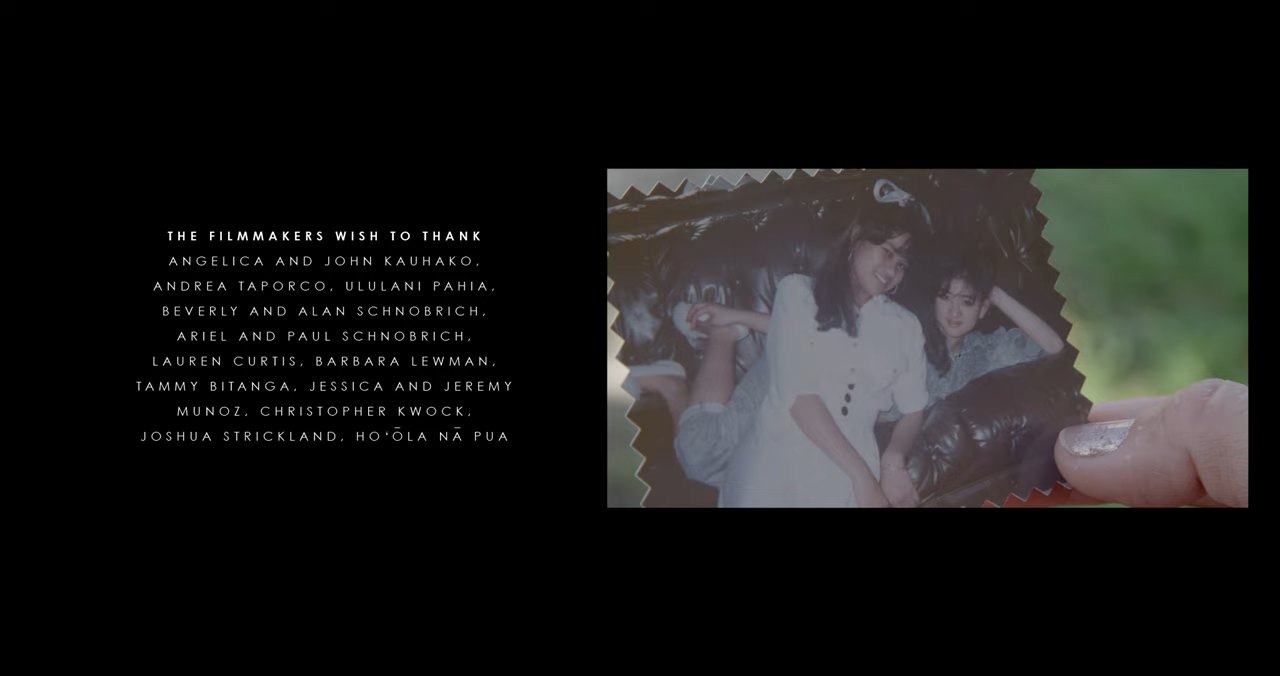 THE FILMMAKERS WISH TO THANK
ANGELICA AND JOHN KAUHAKO,
ANDREA TAPORCO, ULULANI PAHIA,
BEVERLY AND ALAN SCHNOBRICH,
ARIEL AND PAUL SCHNOBRICH,
LAUREN CURTIS, BARBARA LEWMAN,
TAMMY BITANGA, JESSICA AND JEREMY
MUNOZ, CHRISTOPHER KWOCK,
JOSHUA STRICKLAND, HOʻŌLA NĀ PUA